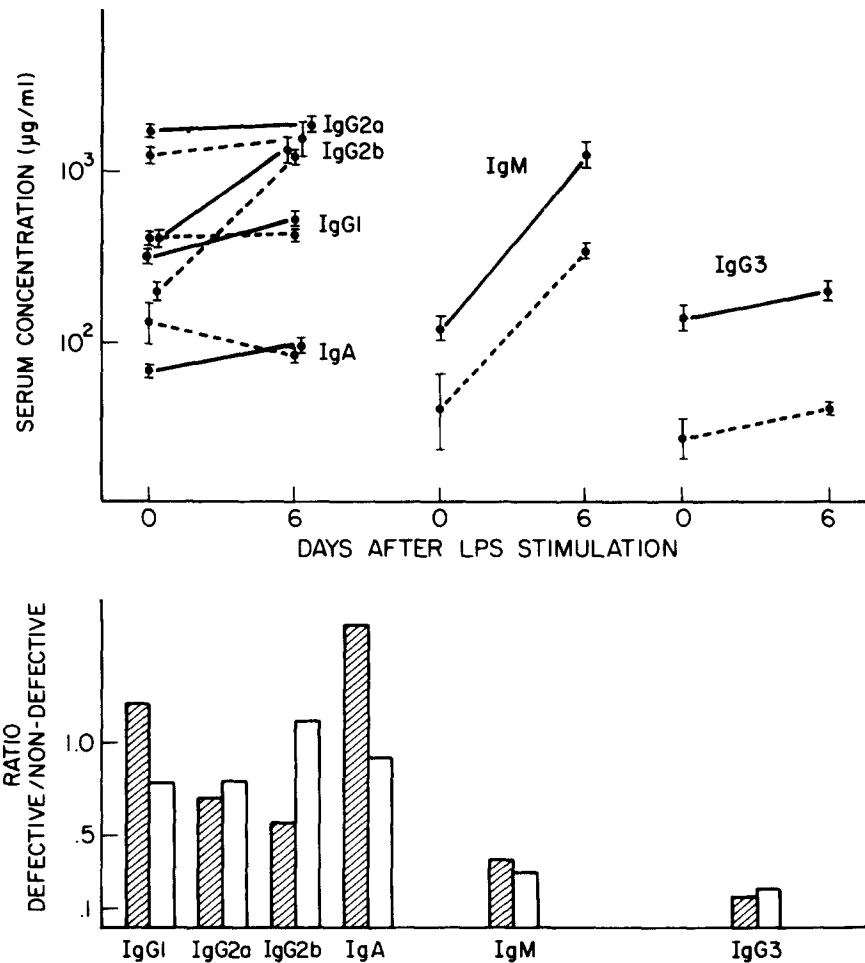 SERUM CONCENTRATION (µg/ml)
10³
10²
IgG2a
IgG2b
IgG1
IgA
IgM
IgG3
0 6 0 6 0 6
DAYS AFTER LPS STIMULATION
RATIO
DEFECTIVE/NON-DEFECTIVE
1.0
.5
.1
IgG1 IgG2a IgG2b IgA IgM IgG3